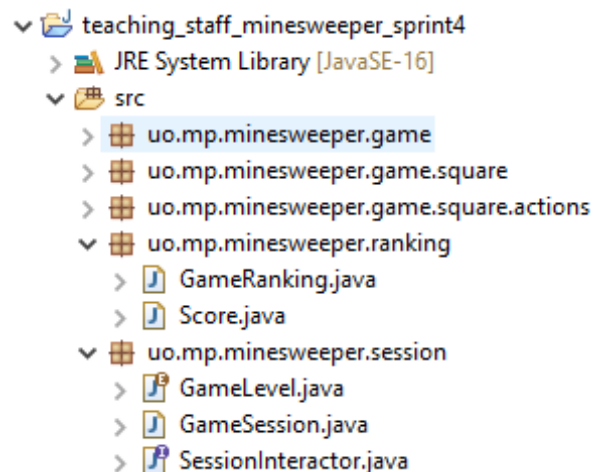 teaching_staff_minesweeper_sprint4
JRE System Library [JavaSE-16]
src
uo.mp.minesweeper.game
uo.mp.minesweeper.game.square
uo.mp.minesweeper.game.square.actions
uo.mp.minesweeper.ranking
GameRanking.java
Score.java
uo.mp.minesweeper.session
GameLevel.java
GameSession.java
SessionInteractor.java